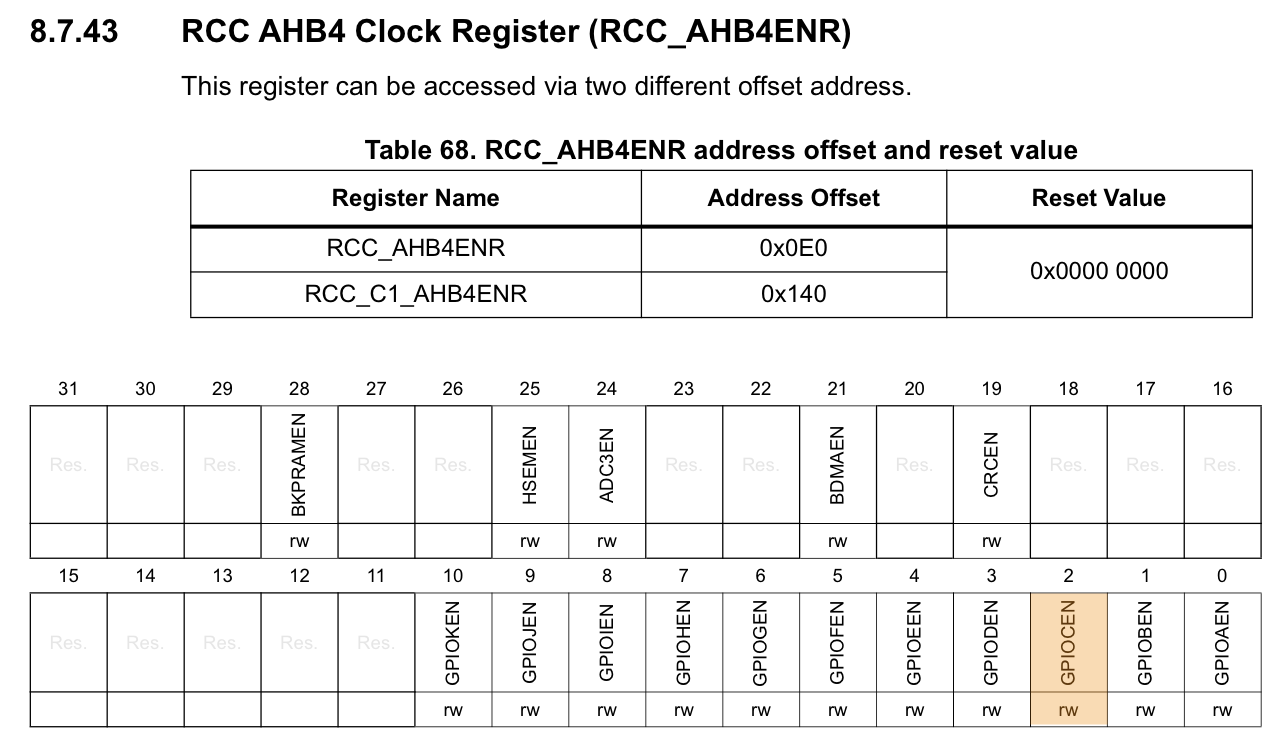 8.7.43 RCC AHB4 Clock Register (RCC_AHB4ENR)
This register can be accessed via two different offset address.
Table 68. RCC_AHB4ENR address offset and reset value
Register Name Address Offset Reset Value
RCC_AHB4ENR 0x0E0 0x0000 0000
RCC_C1_AHB4ENR 0x140
31 30 29 28 27 26 25 24 23 22 21 20 19 18 17 16
Res. Res. Res. BKPRAMEN Res. Res. HSEMEN ADC3EN Res. Res. BDMAEN Res. CRCEN Res. Res. Res.
rw rw rw rw rw
15 14 13 12 11 10 9 8 7 6 5 4 3 2 1 0
Res. Res. Res. Res. Res. GPIOKEN GPIOJEN GPIOIEN GPIOHEN GPIOGEN GPIOFEN GPIOEEN GPIODEN GPIOCEN GPIOBEN GPIOAEN
rw rw rw rw rw rw rw rw rw rw rw